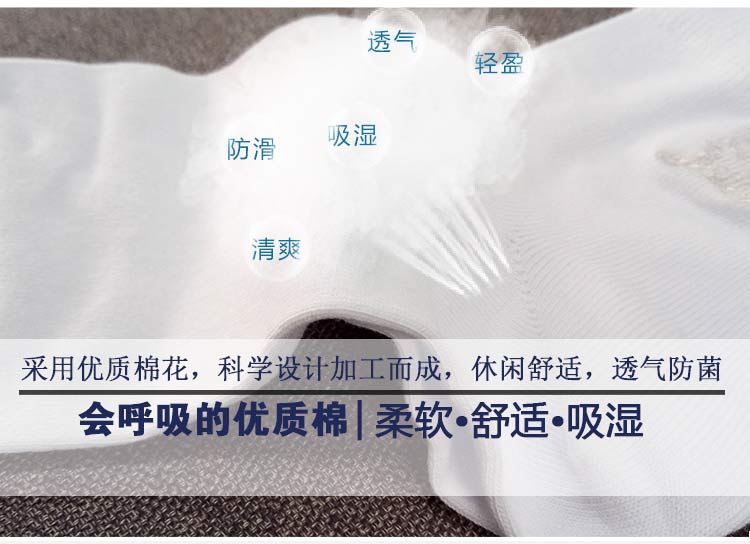 透气
轻盈
吸湿
防滑
清爽
采用优质棉花，科学设计加工而成，休闲舒适，透气防菌
会呼吸的优质棉|柔软•舒适•吸湿